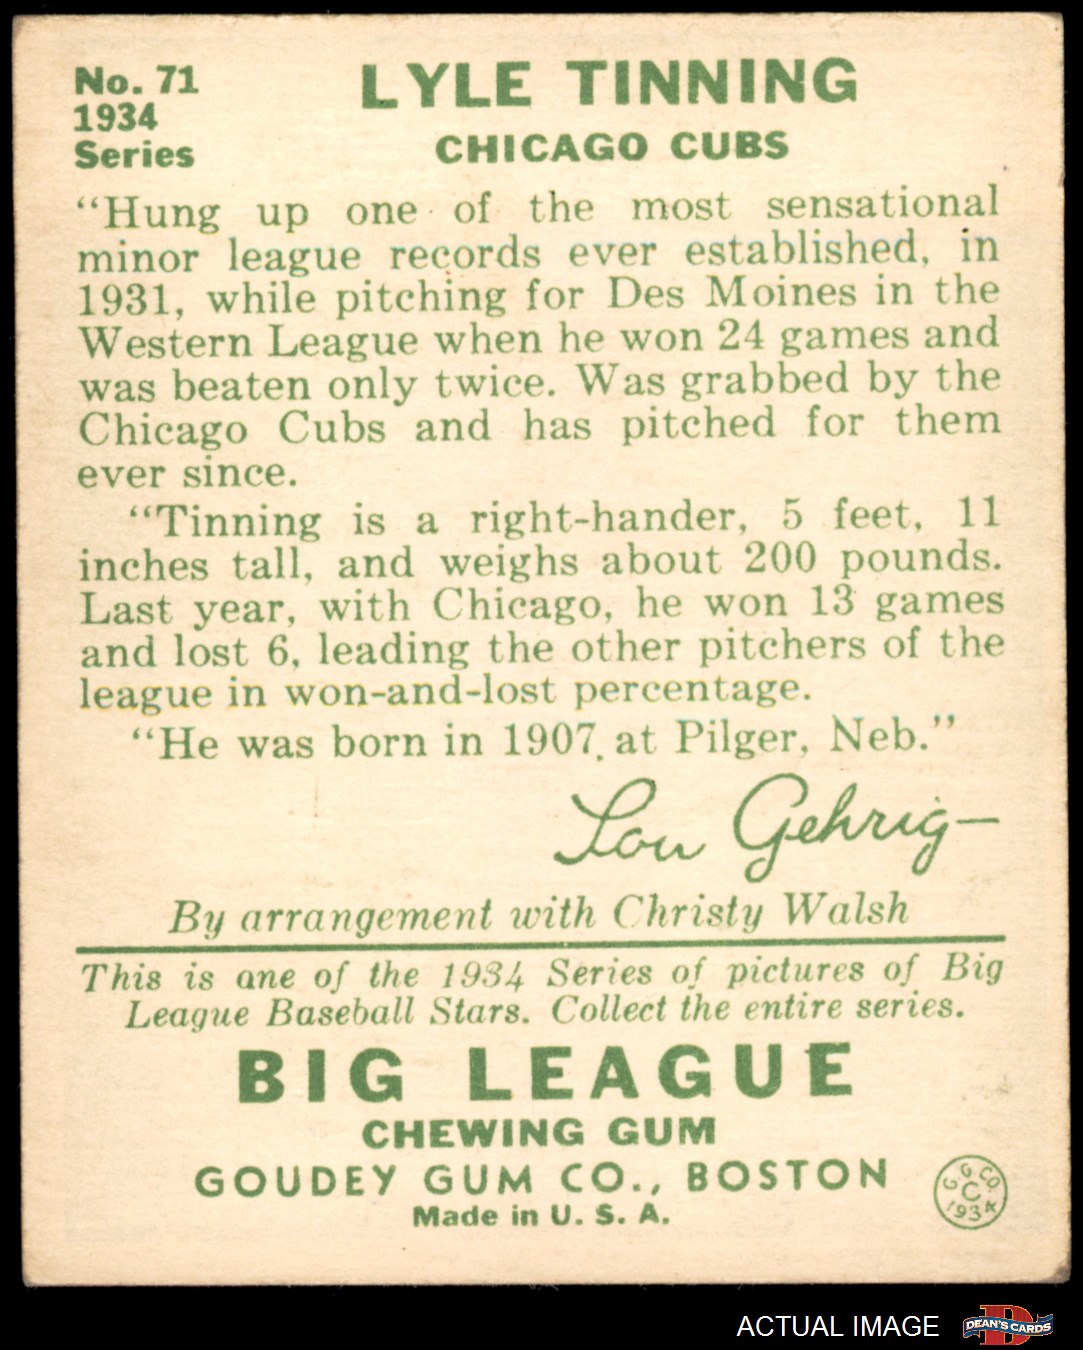 No. 71
1934
Series
LYLE TINNING
CHICAGO CUBS
“Hung up one of the most sensational
minor league records ever established, in
1931, while pitching for Des Moines in the
Western League when he won 24 games and
was beaten only twice. Was grabbed by the
Chicago Cubs and has pitched for them
ever since.
“Tinning is a right-hander, 5 feet, 11
inches tall, and weighs about 200 pounds.
Last year, with Chicago, he won 13 games
and lost 6, leading the other pitchers of the
league in won-and-lost percentage.
“He was born in 1907, at Pilger, Neb.”
Lou Gehrig—
By arrangement with Christy Walsh
This is one of the 1934 Series of pictures of Big
League Baseball Stars. Collect the entire series.
BIG LEAGUE
CHEWING GUM
GOUDEY GUM CO., BOSTON
Made in U. S. A.
G. G. CO.
C
1934
ACTUAL IMAGE
D
DEAN'S CARDS